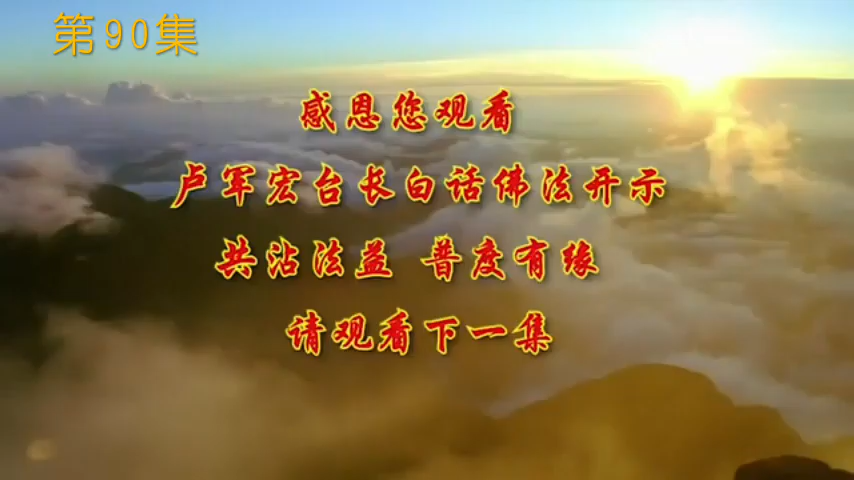 第90集
感恩您观看
卢军宏台长白话佛法开示
共沾法益 普度有缘
请观看下一集